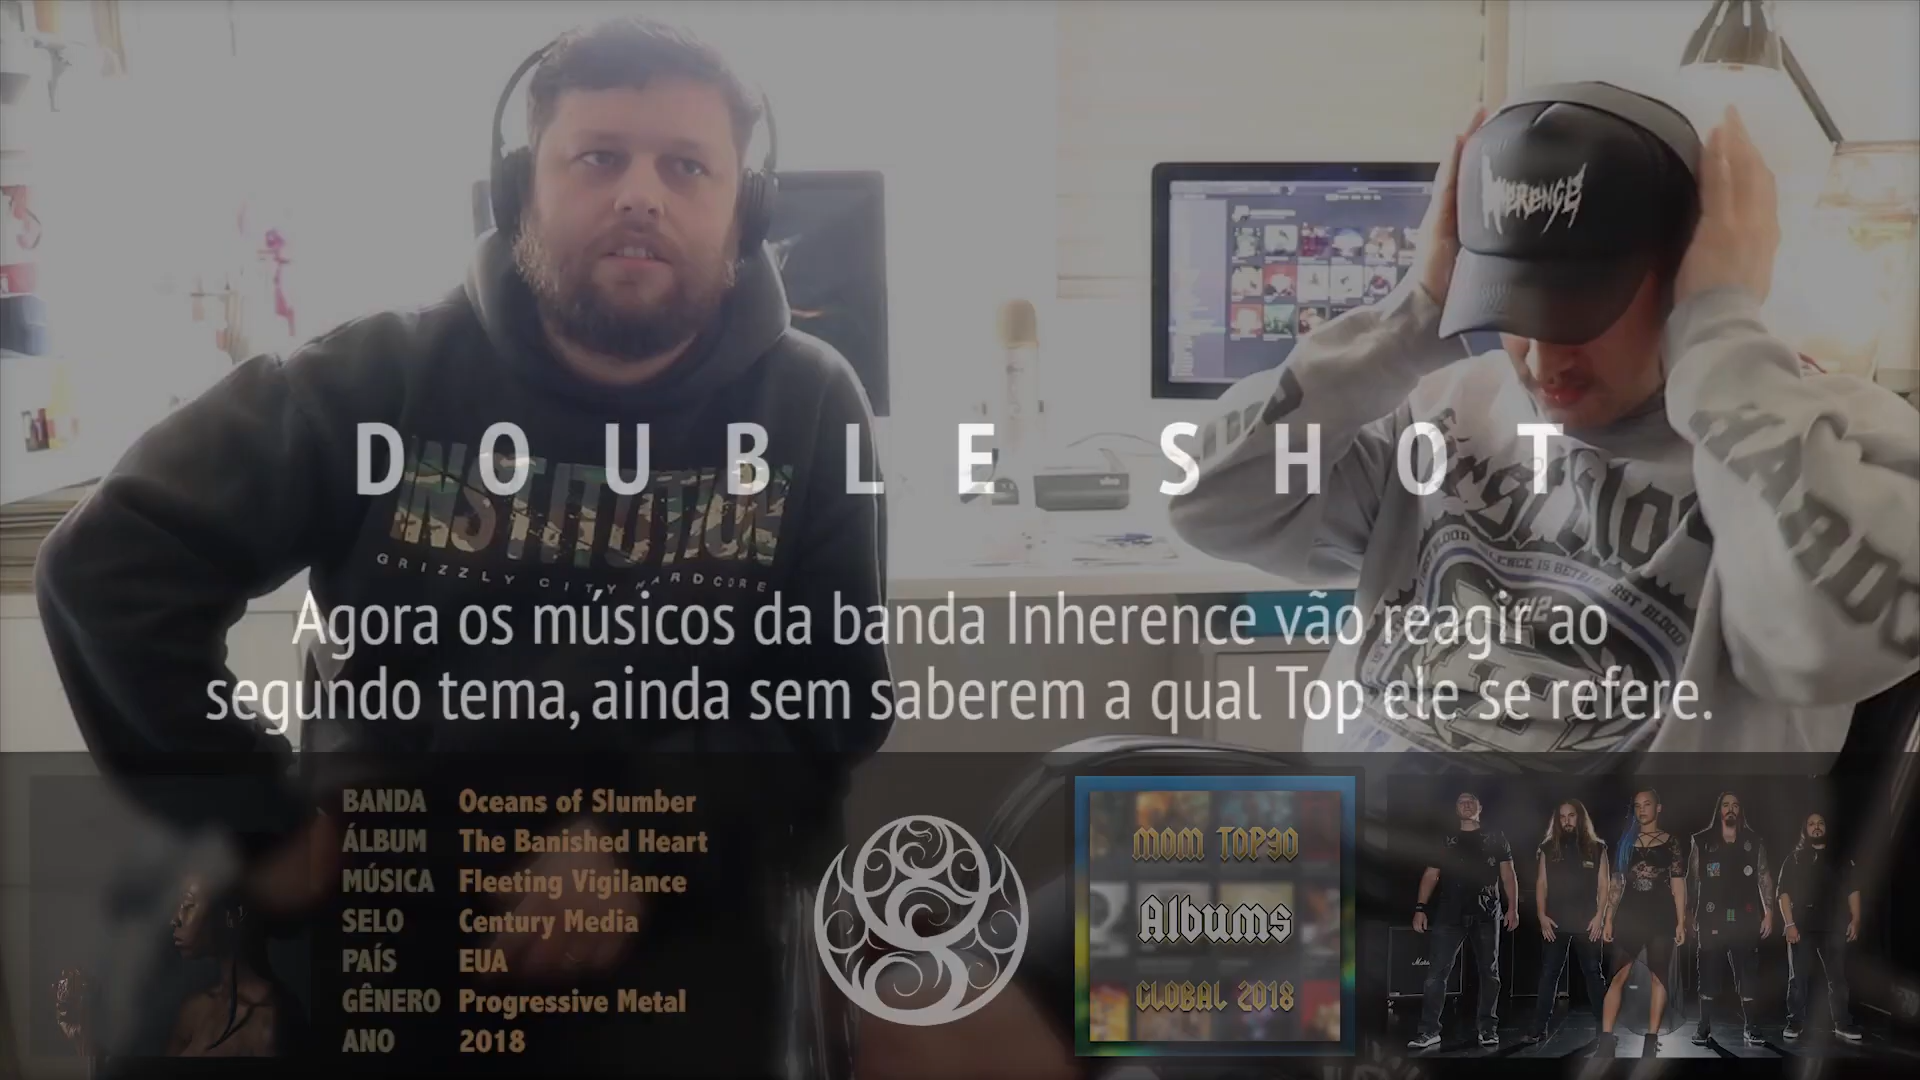 INHERENCE
DOUBLE SHOT
INSTITUTION
GRIZZLY CITY HARDCORE
Agora os músicos da banda Inherence vão reagir ao
segundo tema, ainda sem saberem a qual Top ele se refere.
BANDA Oceans of Slumber
ÁLBUM The Banished Heart
MÚSICA Fleeting Vigilance
SELO Century Media
PAÍS EUA
GÊNERO Progressive Metal
ANO 2018
MOM TOP30
Albums
GLOBAL 2018